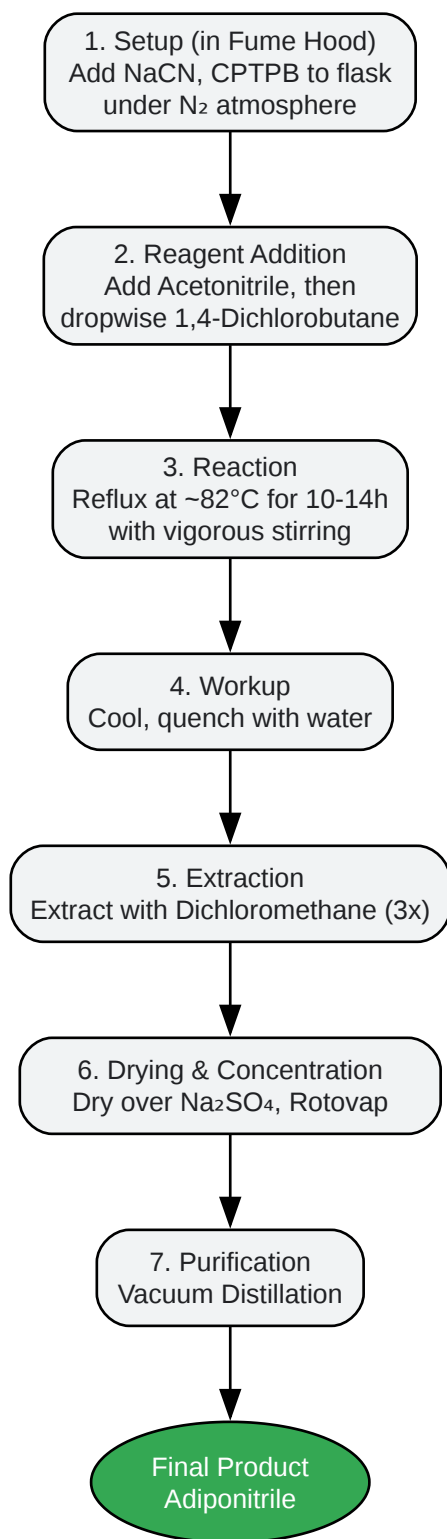 1. Setup (in Fume Hood)
Add NaCN, CPTPB to flask
under N₂ atmosphere
2. Reagent Addition
Add Acetonitrile, then
dropwise 1,4-Dichlorobutane
3. Reaction
Reflux at ~82°C for 10-14h
with vigorous stirring
4. Workup
Cool, quench with water
5. Extraction
Extract with Dichloromethane (3x)
6. Drying & Concentration
Dry over Na₂SO₄, Rotovap
7. Purification
Vacuum Distillation
Final Product
Adiponitrile